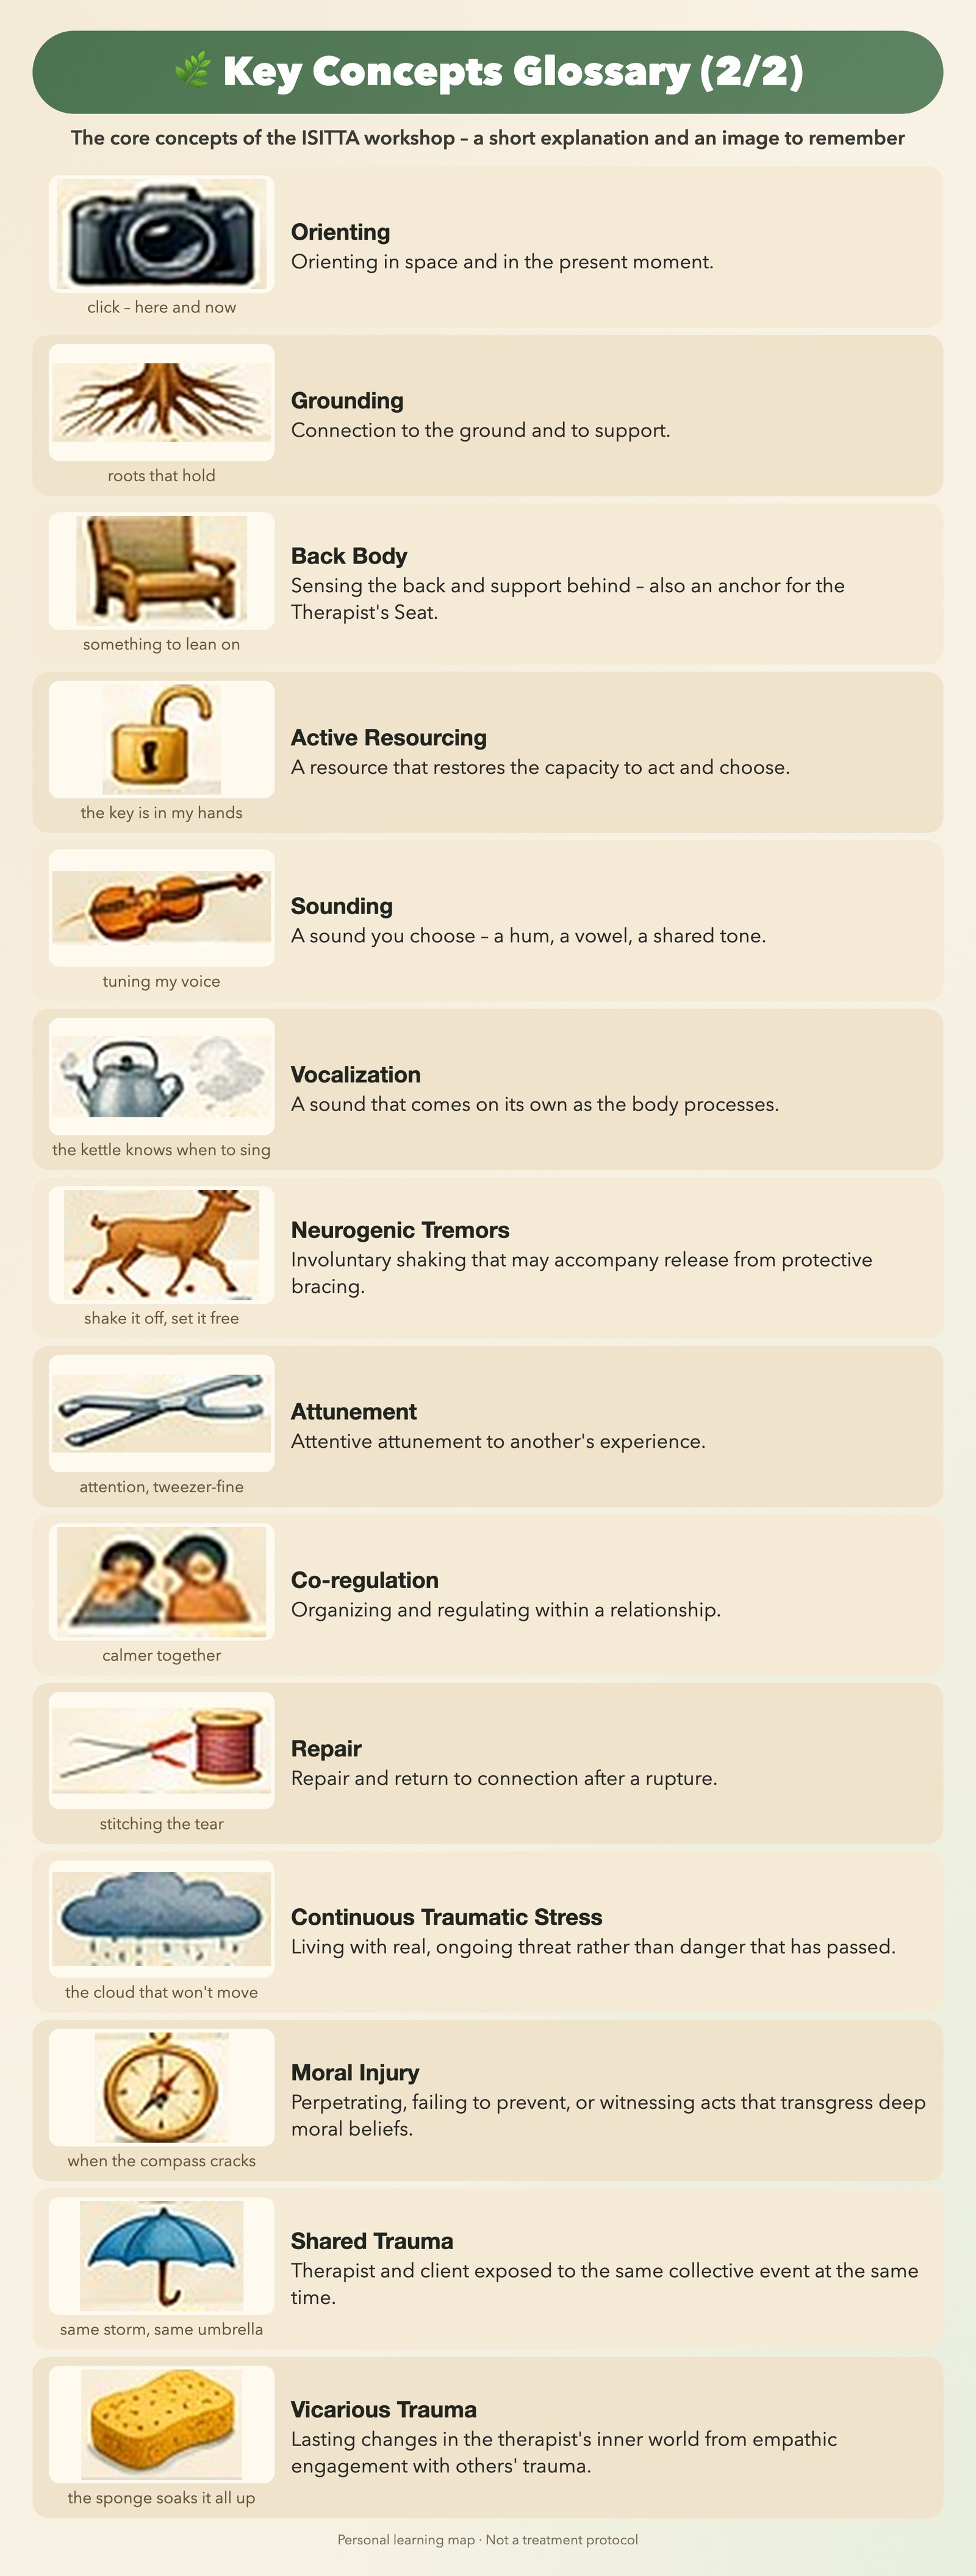 Key Concepts Glossary (2/2)
The core concepts of the ISITTA workshop – a short explanation and an image to remember
click – here and now
Orienting
Orienting in space and in the present moment.
roots that hold
Grounding
Connection to the ground and to support.
something to lean on
Back Body
Sensing the back and support behind – also an anchor for the
Therapist's Seat.
the key is in my hands
Active Resourcing
A resource that restores the capacity to act and choose.
tuning my voice
Sounding
A sound you choose – a hum, a vowel, a shared tone.
the kettle knows when to sing
Vocalization
A sound that comes on its own as the body processes.
shake it off, set it free
Neurogenic Tremors
Involuntary shaking that may accompany release from protective
bracing.
attention, tweezer-fine
Attunement
Attentive attunement to another's experience.
calmer together
Co-regulation
Organizing and regulating within a relationship.
stitching the tear
Repair
Repair and return to connection after a rupture.
the cloud that won't move
Continuous Traumatic Stress
Living with real, ongoing threat rather than danger that has passed.
when the compass cracks
Moral Injury
Perpetrating, failing to prevent, or witnessing acts that transgress deep
moral beliefs.
same storm, same umbrella
Shared Trauma
Therapist and client exposed to the same collective event at the same
time.
the sponge soaks it all up
Vicarious Trauma
Lasting changes in the therapist's inner world from empathic
engagement with others' trauma.
Personal learning map · Not a treatment protocol